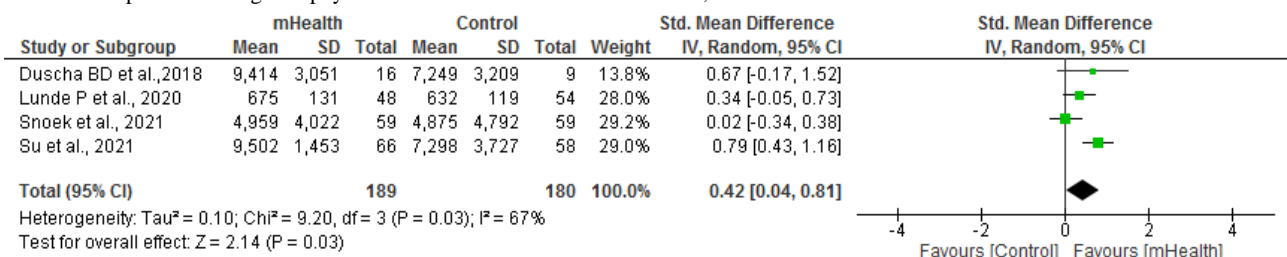 mHealth Control Std. Mean Difference Std. Mean Difference
Study or Subgroup Mean SD Total Mean SD Total Weight IV, Random, 95% CI IV, Random, 95% CI
Duscha BD et al.,2018 9,414 3,051 16 7,249 3,209 9 13.8% 0.67 [-0.17, 1.52]
Lunde P et al., 2020 675 131 48 632 119 54 28.0% 0.34 [-0.05, 0.73]
Snoek et al., 2021 4,959 4,022 59 4,875 4,792 59 29.2% 0.02 [-0.34, 0.38]
Su et al., 2021 9,502 1,453 66 7,298 3,727 58 29.0% 0.79 [0.43, 1.16]
Total (95% CI) 189 180 100.0% 0.42 [0.04, 0.81]
Heterogeneity: Tau² = 0.10; Chi² = 9.20, df = 3 (P = 0.03); I² = 67%
Test for overall effect: Z = 2.14 (P = 0.03)
-4 -2 0 2 4
Favours [Control] Favours [mHealth]